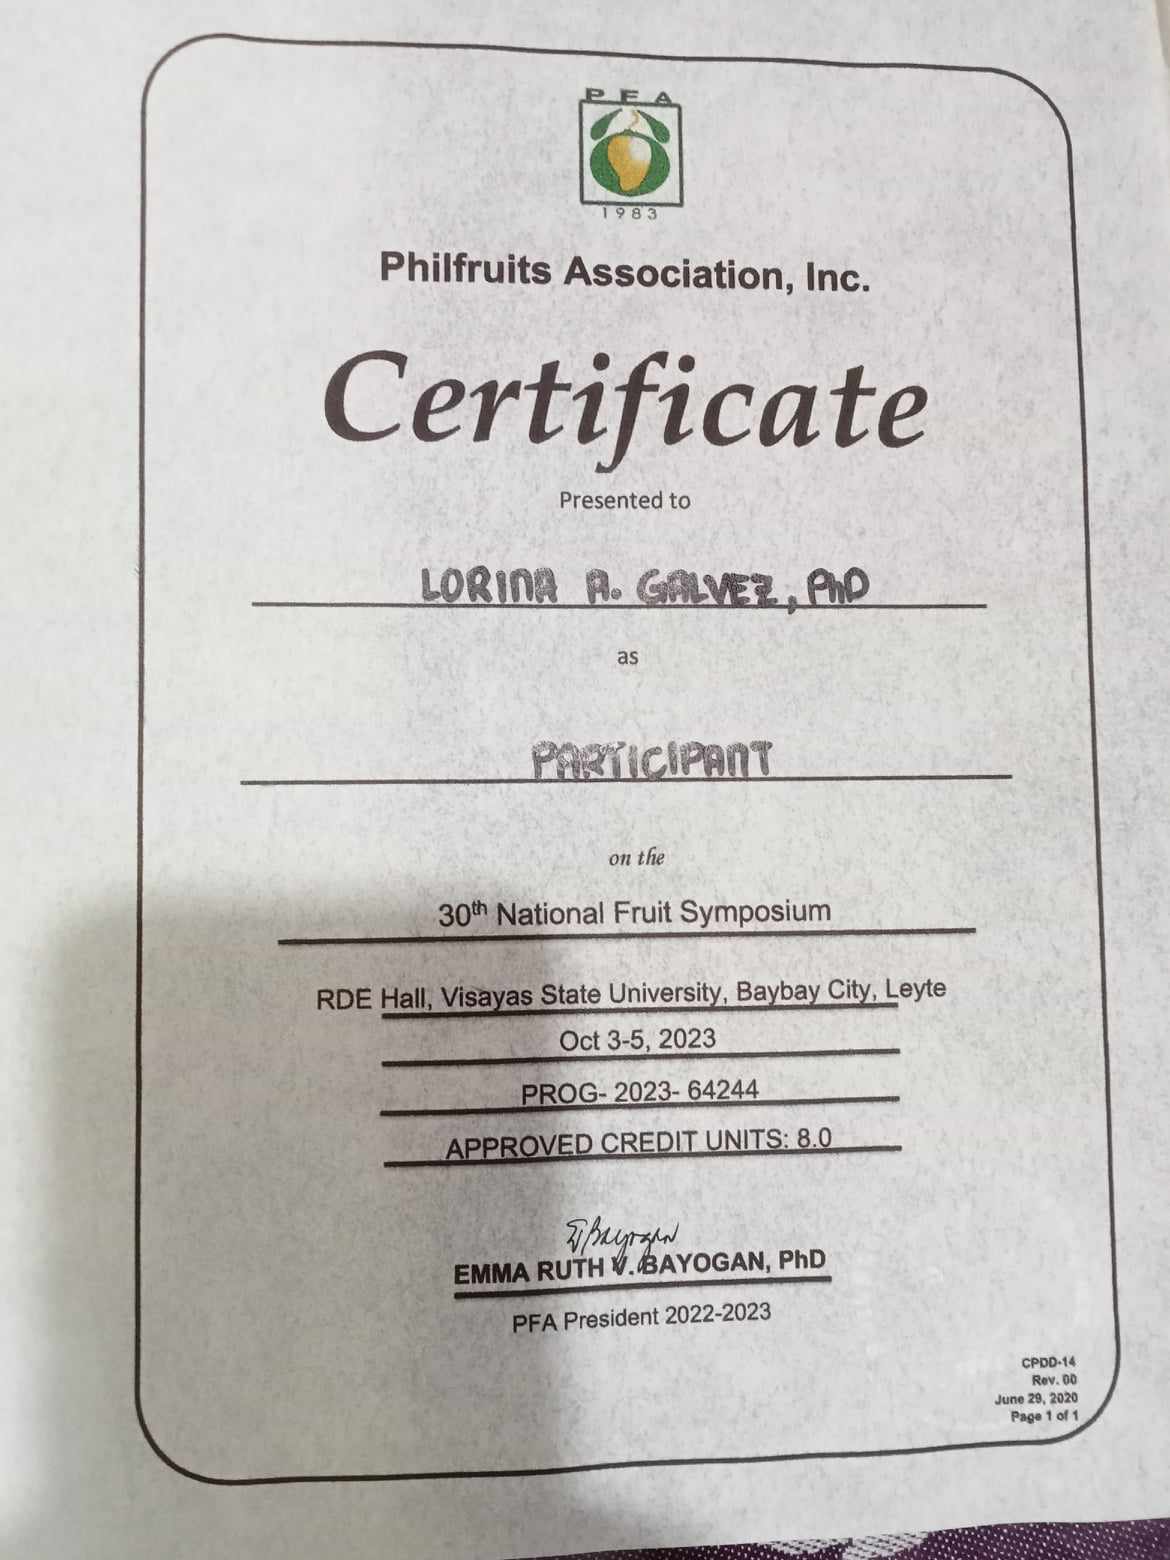 PFA
1983
Philfruits Association, Inc.
Certificate
Presented to
LORINA A. GALVEZ, PhD
as
PARTICIPANT
on the
30th National Fruit Symposium
RDE Hall, Visayas State University, Baybay City, Leyte
Oct 3-5, 2023
PROG- 2023- 64244
APPROVED CREDIT UNITS: 8.0
EBayogan
EMMA RUTH V. BAYOGAN, PhD
PFA President 2022-2023
CPDD-14
Rev. 00
June 29, 2020
Page 1 of 1